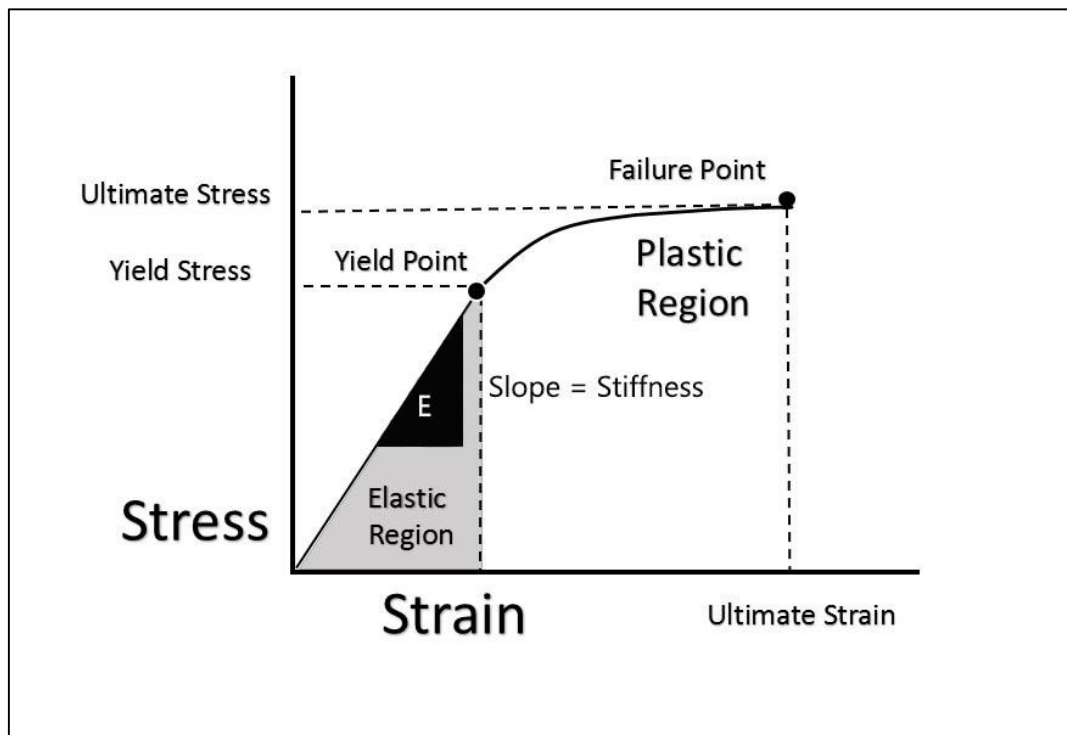 Failure Point
Ultimate Stress
Yield Point
Yield Stress
Plastic
Region
Slope = Stiffness
E
Elastic
Region
Stress
Strain
Ultimate Strain